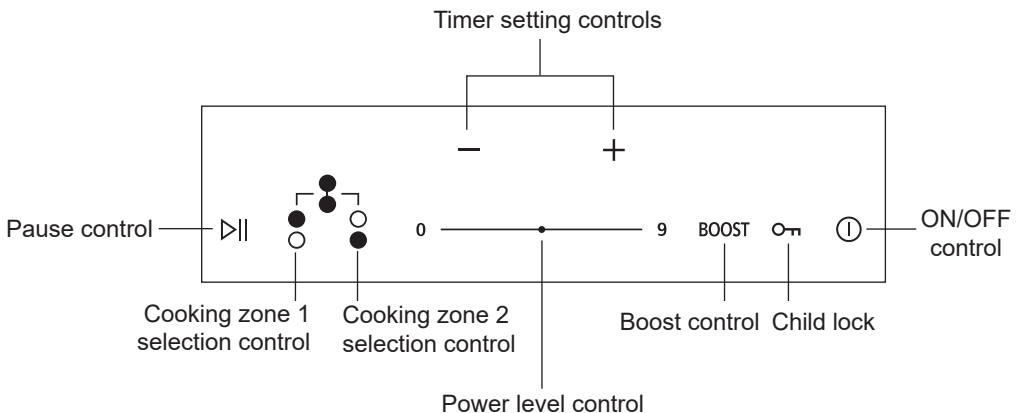 Timer setting controls
Pause control
0
9
BOOST
ON/OFF
control
Cooking zone 1
selection control
Cooking zone 2
selection control
Boost control
Child lock
Power level control